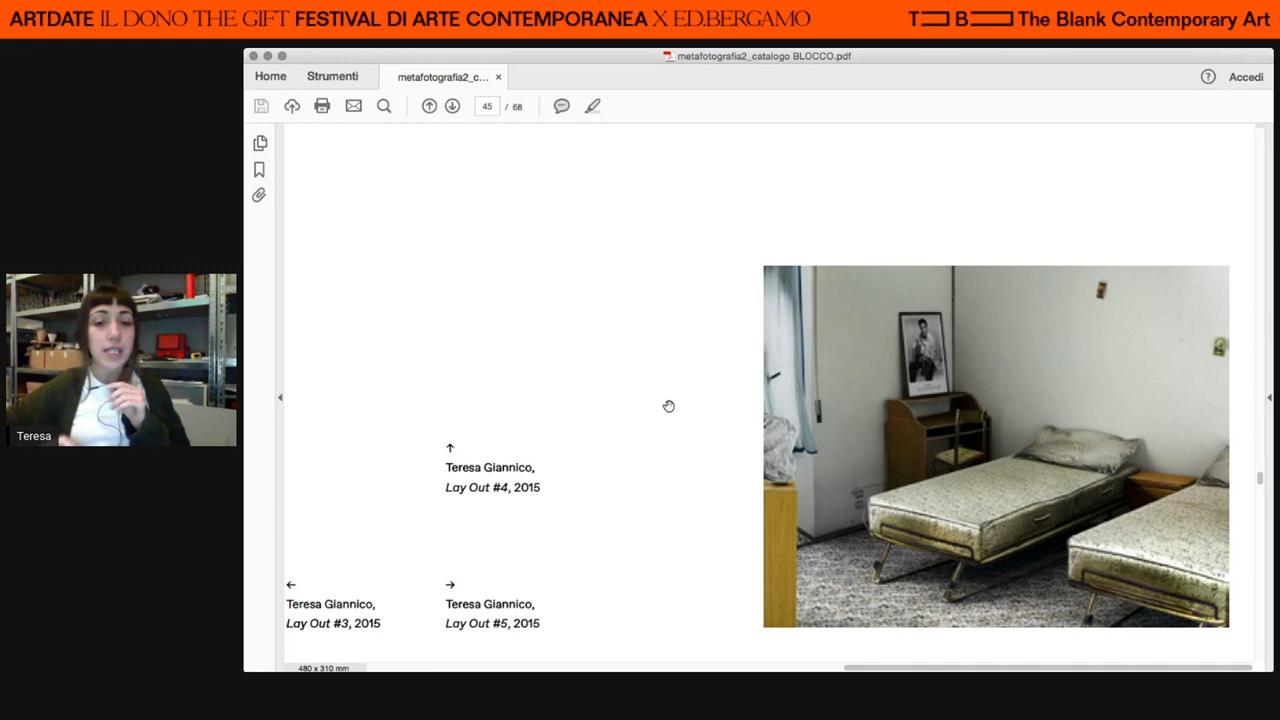 ARTDATE IL DONO THE GIFT FESTIVAL DI ARTE CONTEMPORANEA X ED.BERGAMO
T B The Blank Contemporary Art
metafotografia2_catalogo BLOCCO.pdf
Home Strumenti metafotografia2_c... × ? Accedi
45 / 68
↑
Teresa Giannico,
Lay Out #4, 2015
←
Teresa Giannico,
Lay Out #3, 2015
→
Teresa Giannico,
Lay Out #5, 2015
480 x 310 mm
Teresa